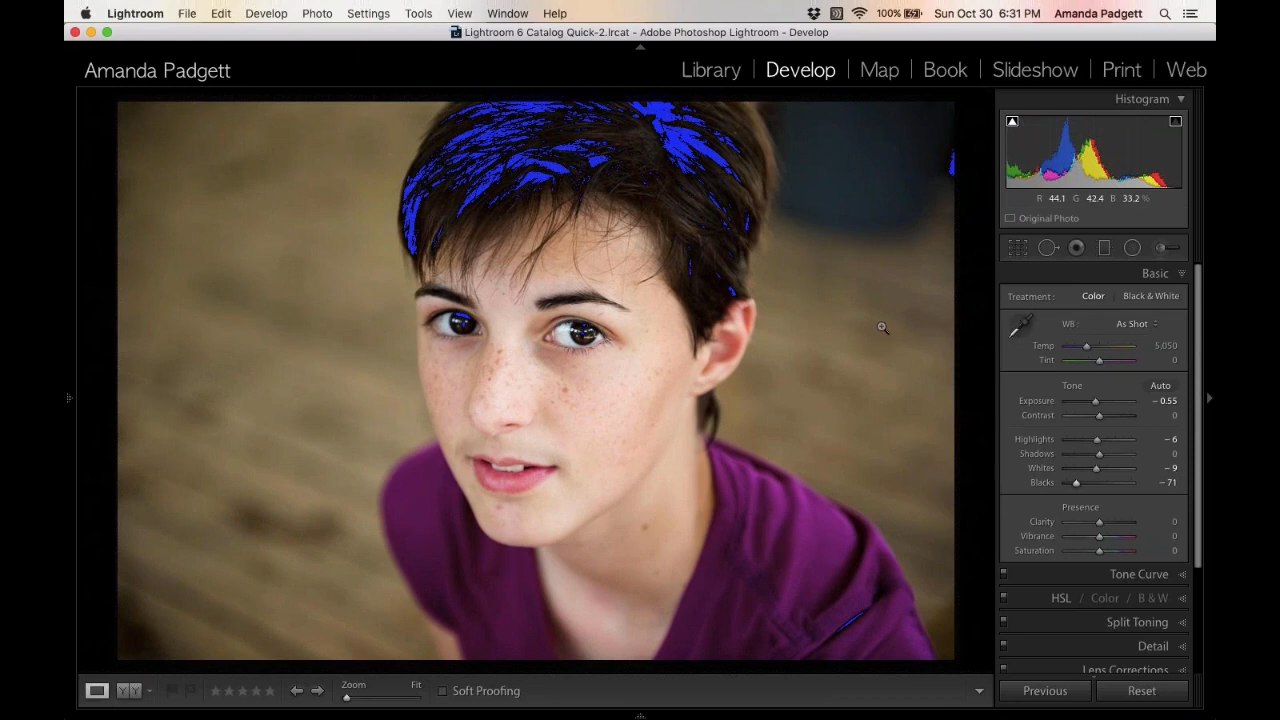 Lightroom File Edit Develop Photo Settings Tools View Window Help 100% Sun Oct 30 6:31 PM Amanda Padgett
Lightroom 6 Catalog Quick-2.lrcat - Adobe Photoshop Lightroom - Develop
Amanda Padgett Library | Develop | Map | Book | Slideshow | Print | Web
Histogram
R 44.1 G 42.4 B 33.2 %
Original Photo
Basic
Treatment : Color | Black & White
WB : As Shot
Temp 5,050
Tint 0
Tone Auto
Exposure - 0.55
Contrast 0
Highlights - 6
Shadows 0
Whites - 9
Blacks - 71
Presence
Clarity 0
Vibrance 0
Saturation 0
Tone Curve
HSL / Color / B & W
Split Toning
Detail
Lens Corrections
YY Zoom Fit Soft Proofing Previous Reset